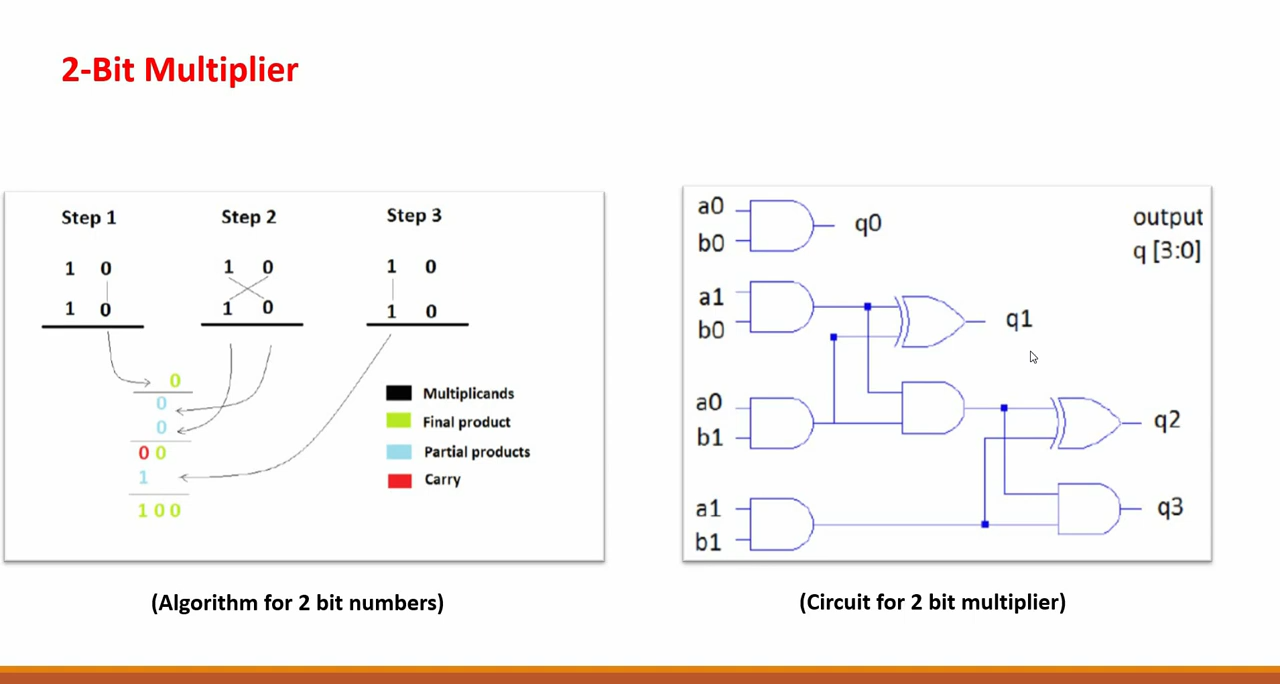 2-Bit Multiplier
Step 1 Step 2 Step 3
1 0 1 0 1 0
1 0 1 0 1 0
0
0
0
0 0
1
1 0 0
Multiplicands
Final product
Partial products
Carry
(Algorithm for 2 bit numbers)
a0
b0
q0
output
q [3:0]
a1
b0
q1
a0
b1
q2
a1
b1
q3
(Circuit for 2 bit multiplier)